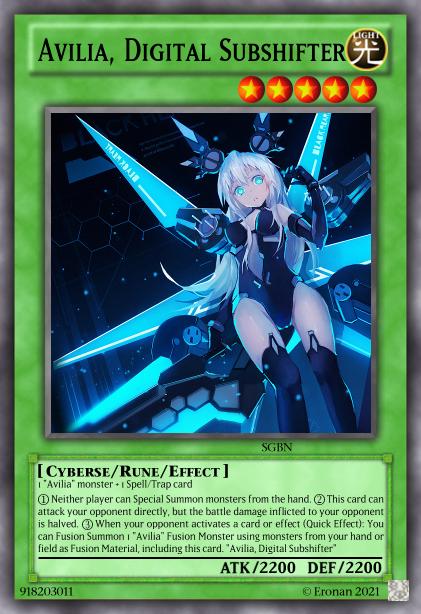 AVILIA, DIGITAL SUBSHIFTER
LIGHT
光
BLACK HEART
SGBN
[ CYBERSE/RUNE/EFFECT ]
1 "Avilia" monster + 1 Spell/Trap card
① Neither player can Special Summon monsters from the hand. ② This card can
attack your opponent directly, but the battle damage inflicted to your opponent
is halved. ③ When your opponent activates a card or effect (Quick Effect): You
can Fusion Summon 1 "Avilia" Fusion Monster using monsters from your hand or
field as Fusion Material, including this card. "Avilia, Digital Subshifter"
ATK/2200 DEF/2200
918203011
© Eronan 2021